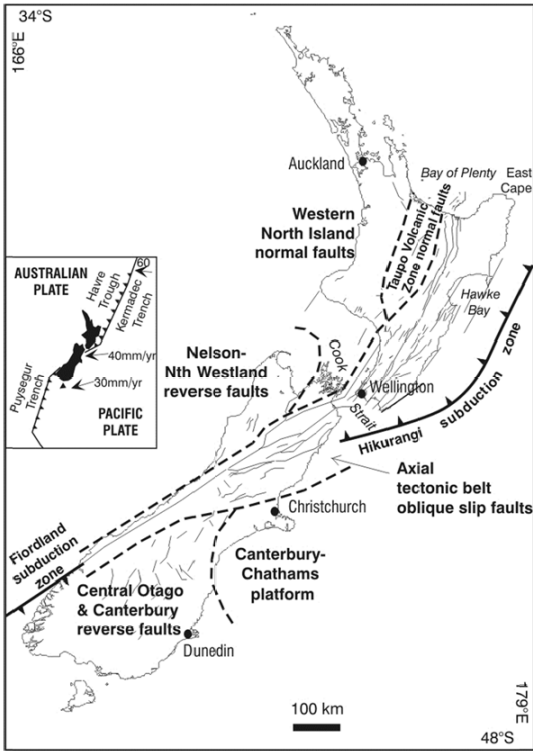 34°S
166°E
Auckland
Bay of Plenty
East
Cape
Western
North Island
normal faults
Taupo Volcanic
Zone normal faults
Hawke
Bay
AUSTRALIAN
PLATE
Havre
Trough
Kermadec
Trench
60
40mm/yr
30mm/yr
Puysegur
Trench
PACIFIC
PLATE
Nelson-
Nth Westland
reverse faults
Cook
Strait
Wellington
Hikurangi
subduction
zone
Axial
tectonic belt
oblique slip faults
Christchurch
Fiordland
subduction
zone
Canterbury-
Chathams
platform
Central Otago
& Canterbury
reverse faults
Dunedin
100 km
179°E
48°S